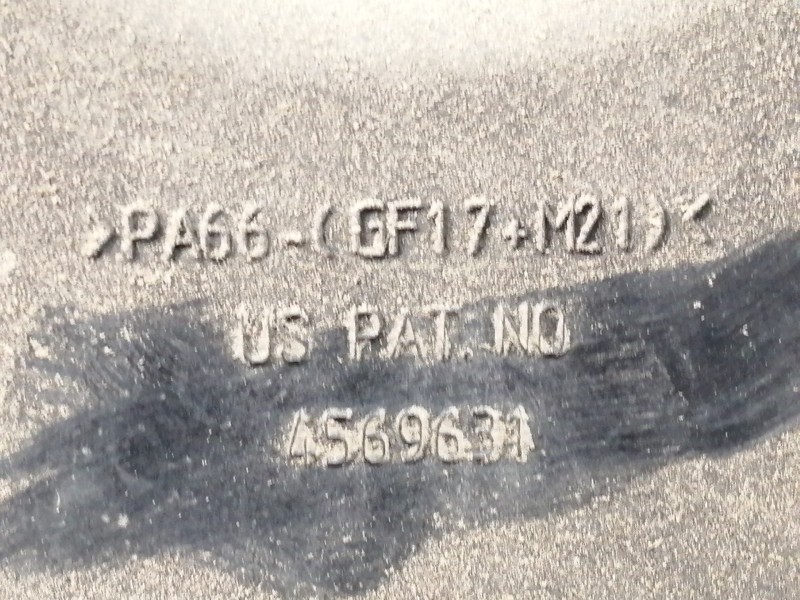 >PA66-(GF17+M21)<
US PAT. NO
4569631